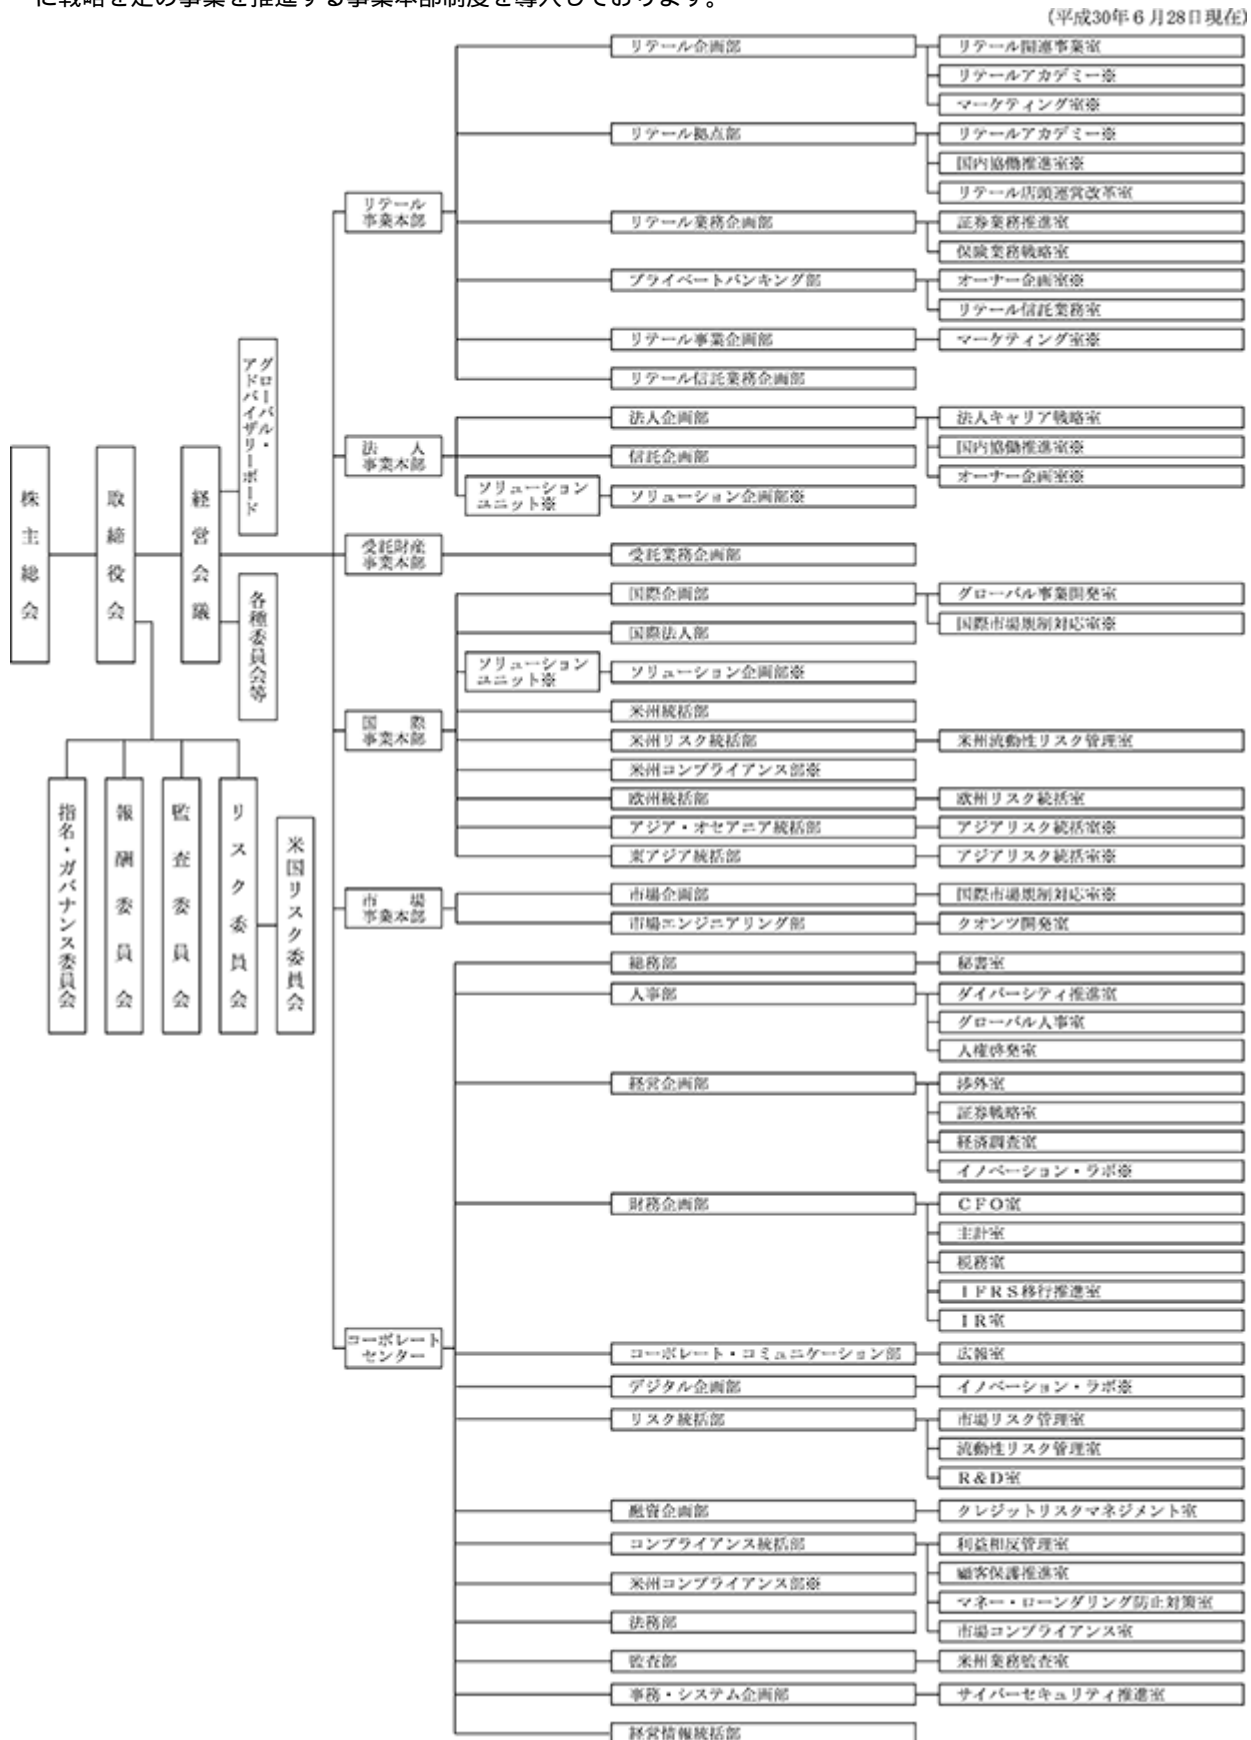 に戦略を定め事業を推進する事業本部制度を導入しております。
(平成30年6月28日現在)
株主総会
取締役会
経営会議
グローバル・
アドバイザリーボード
各種委員会等
指名・ガバナンス委員会
報酬委員会
監査委員会
リスク委員会
米国リスク委員会
リテール
事業本部
リテール企画部
リテール関連事業室
リテールアカデミー※
マーケティング室※
リテール拠点部
リテールアカデミー※
国内協働推進室※
リテール店頭運営改革室
リテール業務企画部
証券業務推進室
保険業務戦略室
プライベートバンキング部
オーナー企画室※
リテール信託業務室
リテール事業企画部
マーケティング室※
リテール信託業務企画部
法人
事業本部
法人企画部
法人キャリア戦略室
国内協働推進室※
オーナー企画室※
信託企画部
ソリューション
ユニット※
ソリューション企画部※
受託財産
事業本部
受託業務企画部
国際
事業本部
国際企画部
グローバル事業開発室
国際市場規制対応室※
国際法人部
ソリューション
ユニット※
ソリューション企画部※
米州統括部
米州リスク統括部
米州流動性リスク管理室
米州コンプライアンス部※
欧州統括部
欧州リスク統括室
アジア・オセアニア統括部
アジアリスク統括室※
東アジア統括部
アジアリスク統括室※
市場
事業本部
市場企画部
国際市場規制対応室※
市場エンジニアリング部
クオンツ開発室
コーポレート
センター
総務部
秘書室
人事部
ダイバーシティ推進室
グローバル人事室
人権啓発室
経営企画部
渉外室
証券戦略室
経済調査室
イノベーション・ラボ※
財務企画部
CFO室
主計室
税務室
IFRS移行推進室
IR室
コーポレート・コミュニケーション部
広報室
デジタル企画部
イノベーション・ラボ※
リスク統括部
市場リスク管理室
流動性リスク管理室
R&D室
融資企画部
クレジットリスクマネジメント室
コンプライアンス統括部
利益相反管理室
顧客保護推進室
マネー・ローンダリング防止対策室
市場コンプライアンス室
米州コンプライアンス部※
法務部
監査部
米州業務監査室
事務・システム企画部
サイバーセキュリティ推進室
経営情報統括部